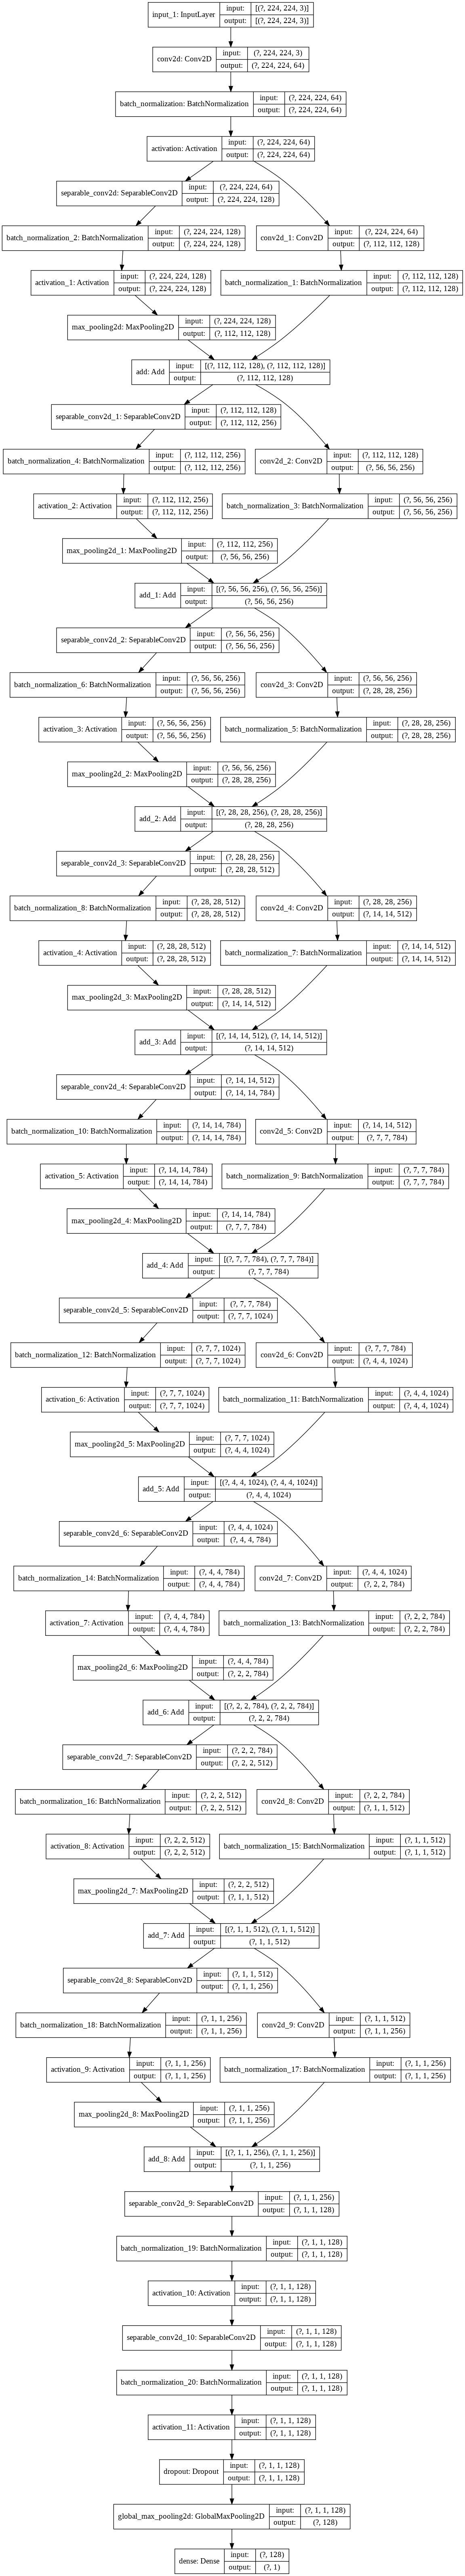 input_1: InputLayer input: [(?, 224, 224, 3)]
output: [(?, 224, 224, 3)]
conv2d: Conv2D input: (?, 224, 224, 3)
output: (?, 224, 224, 64)
batch_normalization: BatchNormalization input: (?, 224, 224, 64)
output: (?, 224, 224, 64)
activation: Activation input: (?, 224, 224, 64)
output: (?, 224, 224, 64)
separable_conv2d: SeparableConv2D input: (?, 224, 224, 64)
output: (?, 224, 224, 128)
batch_normalization_2: BatchNormalization input: (?, 224, 224, 128)
output: (?, 224, 224, 128)
conv2d_1: Conv2D input: (?, 224, 224, 64)
output: (?, 112, 112, 128)
activation_1: Activation input: (?, 224, 224, 128)
output: (?, 224, 224, 128)
batch_normalization_1: BatchNormalization input: (?, 112, 112, 128)
output: (?, 112, 112, 128)
max_pooling2d: MaxPooling2D input: (?, 224, 224, 128)
output: (?, 112, 112, 128)
add: Add input: [(?, 112, 112, 128), (?, 112, 112, 128)]
output: (?, 112, 112, 128)
separable_conv2d_1: SeparableConv2D input: (?, 112, 112, 128)
output: (?, 112, 112, 256)
batch_normalization_4: BatchNormalization input: (?, 112, 112, 256)
output: (?, 112, 112, 256)
conv2d_2: Conv2D input: (?, 112, 112, 128)
output: (?, 56, 56, 256)
activation_2: Activation input: (?, 112, 112, 256)
output: (?, 112, 112, 256)
batch_normalization_3: BatchNormalization input: (?, 56, 56, 256)
output: (?, 56, 56, 256)
max_pooling2d_1: MaxPooling2D input: (?, 112, 112, 256)
output: (?, 56, 56, 256)
add_1: Add input: [(?, 56, 56, 256), (?, 56, 56, 256)]
output: (?, 56, 56, 256)
separable_conv2d_2: SeparableConv2D input: (?, 56, 56, 256)
output: (?, 56, 56, 256)
batch_normalization_6: BatchNormalization input: (?, 56, 56, 256)
output: (?, 56, 56, 256)
conv2d_3: Conv2D input: (?, 56, 56, 256)
output: (?, 28, 28, 256)
activation_3: Activation input: (?, 56, 56, 256)
output: (?, 56, 56, 256)
batch_normalization_5: BatchNormalization input: (?, 28, 28, 256)
output: (?, 28, 28, 256)
max_pooling2d_2: MaxPooling2D input: (?, 56, 56, 256)
output: (?, 28, 28, 256)
add_2: Add input: [(?, 28, 28, 256), (?, 28, 28, 256)]
output: (?, 28, 28, 256)
separable_conv2d_3: SeparableConv2D input: (?, 28, 28, 256)
output: (?, 28, 28, 512)
batch_normalization_8: BatchNormalization input: (?, 28, 28, 512)
output: (?, 28, 28, 512)
conv2d_4: Conv2D input: (?, 28, 28, 256)
output: (?, 14, 14, 512)
activation_4: Activation input: (?, 28, 28, 512)
output: (?, 28, 28, 512)
batch_normalization_7: BatchNormalization input: (?, 14, 14, 512)
output: (?, 14, 14, 512)
max_pooling2d_3: MaxPooling2D input: (?, 28, 28, 512)
output: (?, 14, 14, 512)
add_3: Add input: [(?, 14, 14, 512), (?, 14, 14, 512)]
output: (?, 14, 14, 512)
separable_conv2d_4: SeparableConv2D input: (?, 14, 14, 512)
output: (?, 14, 14, 784)
batch_normalization_10: BatchNormalization input: (?, 14, 14, 784)
output: (?, 14, 14, 784)
conv2d_5: Conv2D input: (?, 14, 14, 512)
output: (?, 7, 7, 784)
activation_5: Activation input: (?, 14, 14, 784)
output: (?, 14, 14, 784)
batch_normalization_9: BatchNormalization input: (?, 7, 7, 784)
output: (?, 7, 7, 784)
max_pooling2d_4: MaxPooling2D input: (?, 14, 14, 784)
output: (?, 7, 7, 784)
add_4: Add input: [(?, 7, 7, 784), (?, 7, 7, 784)]
output: (?, 7, 7, 784)
separable_conv2d_5: SeparableConv2D input: (?, 7, 7, 784)
output: (?, 7, 7, 1024)
batch_normalization_12: BatchNormalization input: (?, 7, 7, 1024)
output: (?, 7, 7, 1024)
conv2d_6: Conv2D input: (?, 7, 7, 784)
output: (?, 4, 4, 1024)
activation_6: Activation input: (?, 7, 7, 1024)
output: (?, 7, 7, 1024)
batch_normalization_11: BatchNormalization input: (?, 4, 4, 1024)
output: (?, 4, 4, 1024)
max_pooling2d_5: MaxPooling2D input: (?, 7, 7, 1024)
output: (?, 4, 4, 1024)
add_5: Add input: [(?, 4, 4, 1024), (?, 4, 4, 1024)]
output: (?, 4, 4, 1024)
separable_conv2d_6: SeparableConv2D input: (?, 4, 4, 1024)
output: (?, 4, 4, 784)
batch_normalization_14: BatchNormalization input: (?, 4, 4, 784)
output: (?, 4, 4, 784)
conv2d_7: Conv2D input: (?, 4, 4, 1024)
output: (?, 2, 2, 784)
activation_7: Activation input: (?, 4, 4, 784)
output: (?, 4, 4, 784)
batch_normalization_13: BatchNormalization input: (?, 2, 2, 784)
output: (?, 2, 2, 784)
max_pooling2d_6: MaxPooling2D input: (?, 4, 4, 784)
output: (?, 2, 2, 784)
add_6: Add input: [(?, 2, 2, 784), (?, 2, 2, 784)]
output: (?, 2, 2, 784)
separable_conv2d_7: SeparableConv2D input: (?, 2, 2, 784)
output: (?, 2, 2, 512)
batch_normalization_16: BatchNormalization input: (?, 2, 2, 512)
output: (?, 2, 2, 512)
conv2d_8: Conv2D input: (?, 2, 2, 784)
output: (?, 1, 1, 512)
activation_8: Activation input: (?, 2, 2, 512)
output: (?, 2, 2, 512)
batch_normalization_15: BatchNormalization input: (?, 1, 1, 512)
output: (?, 1, 1, 512)
max_pooling2d_7: MaxPooling2D input: (?, 2, 2, 512)
output: (?, 1, 1, 512)
add_7: Add input: [(?, 1, 1, 512), (?, 1, 1, 512)]
output: (?, 1, 1, 512)
separable_conv2d_8: SeparableConv2D input: (?, 1, 1, 512)
output: (?, 1, 1, 256)
batch_normalization_18: BatchNormalization input: (?, 1, 1, 256)
output: (?, 1, 1, 256)
conv2d_9: Conv2D input: (?, 1, 1, 512)
output: (?, 1, 1, 256)
activation_9: Activation input: (?, 1, 1, 256)
output: (?, 1, 1, 256)
batch_normalization_17: BatchNormalization input: (?, 1, 1, 256)
output: (?, 1, 1, 256)
max_pooling2d_8: MaxPooling2D input: (?, 1, 1, 256)
output: (?, 1, 1, 256)
add_8: Add input: [(?, 1, 1, 256), (?, 1, 1, 256)]
output: (?, 1, 1, 256)
separable_conv2d_9: SeparableConv2D input: (?, 1, 1, 256)
output: (?, 1, 1, 128)
batch_normalization_19: BatchNormalization input: (?, 1, 1, 128)
output: (?, 1, 1, 128)
activation_10: Activation input: (?, 1, 1, 128)
output: (?, 1, 1, 128)
separable_conv2d_10: SeparableConv2D input: (?, 1, 1, 128)
output: (?, 1, 1, 128)
batch_normalization_20: BatchNormalization input: (?, 1, 1, 128)
output: (?, 1, 1, 128)
activation_11: Activation input: (?, 1, 1, 128)
output: (?, 1, 1, 128)
dropout: Dropout input: (?, 1, 1, 128)
output: (?, 1, 1, 128)
global_max_pooling2d: GlobalMaxPooling2D input: (?, 1, 1, 128)
output: (?, 128)
dense: Dense input: (?, 128)
output: (?, 1)